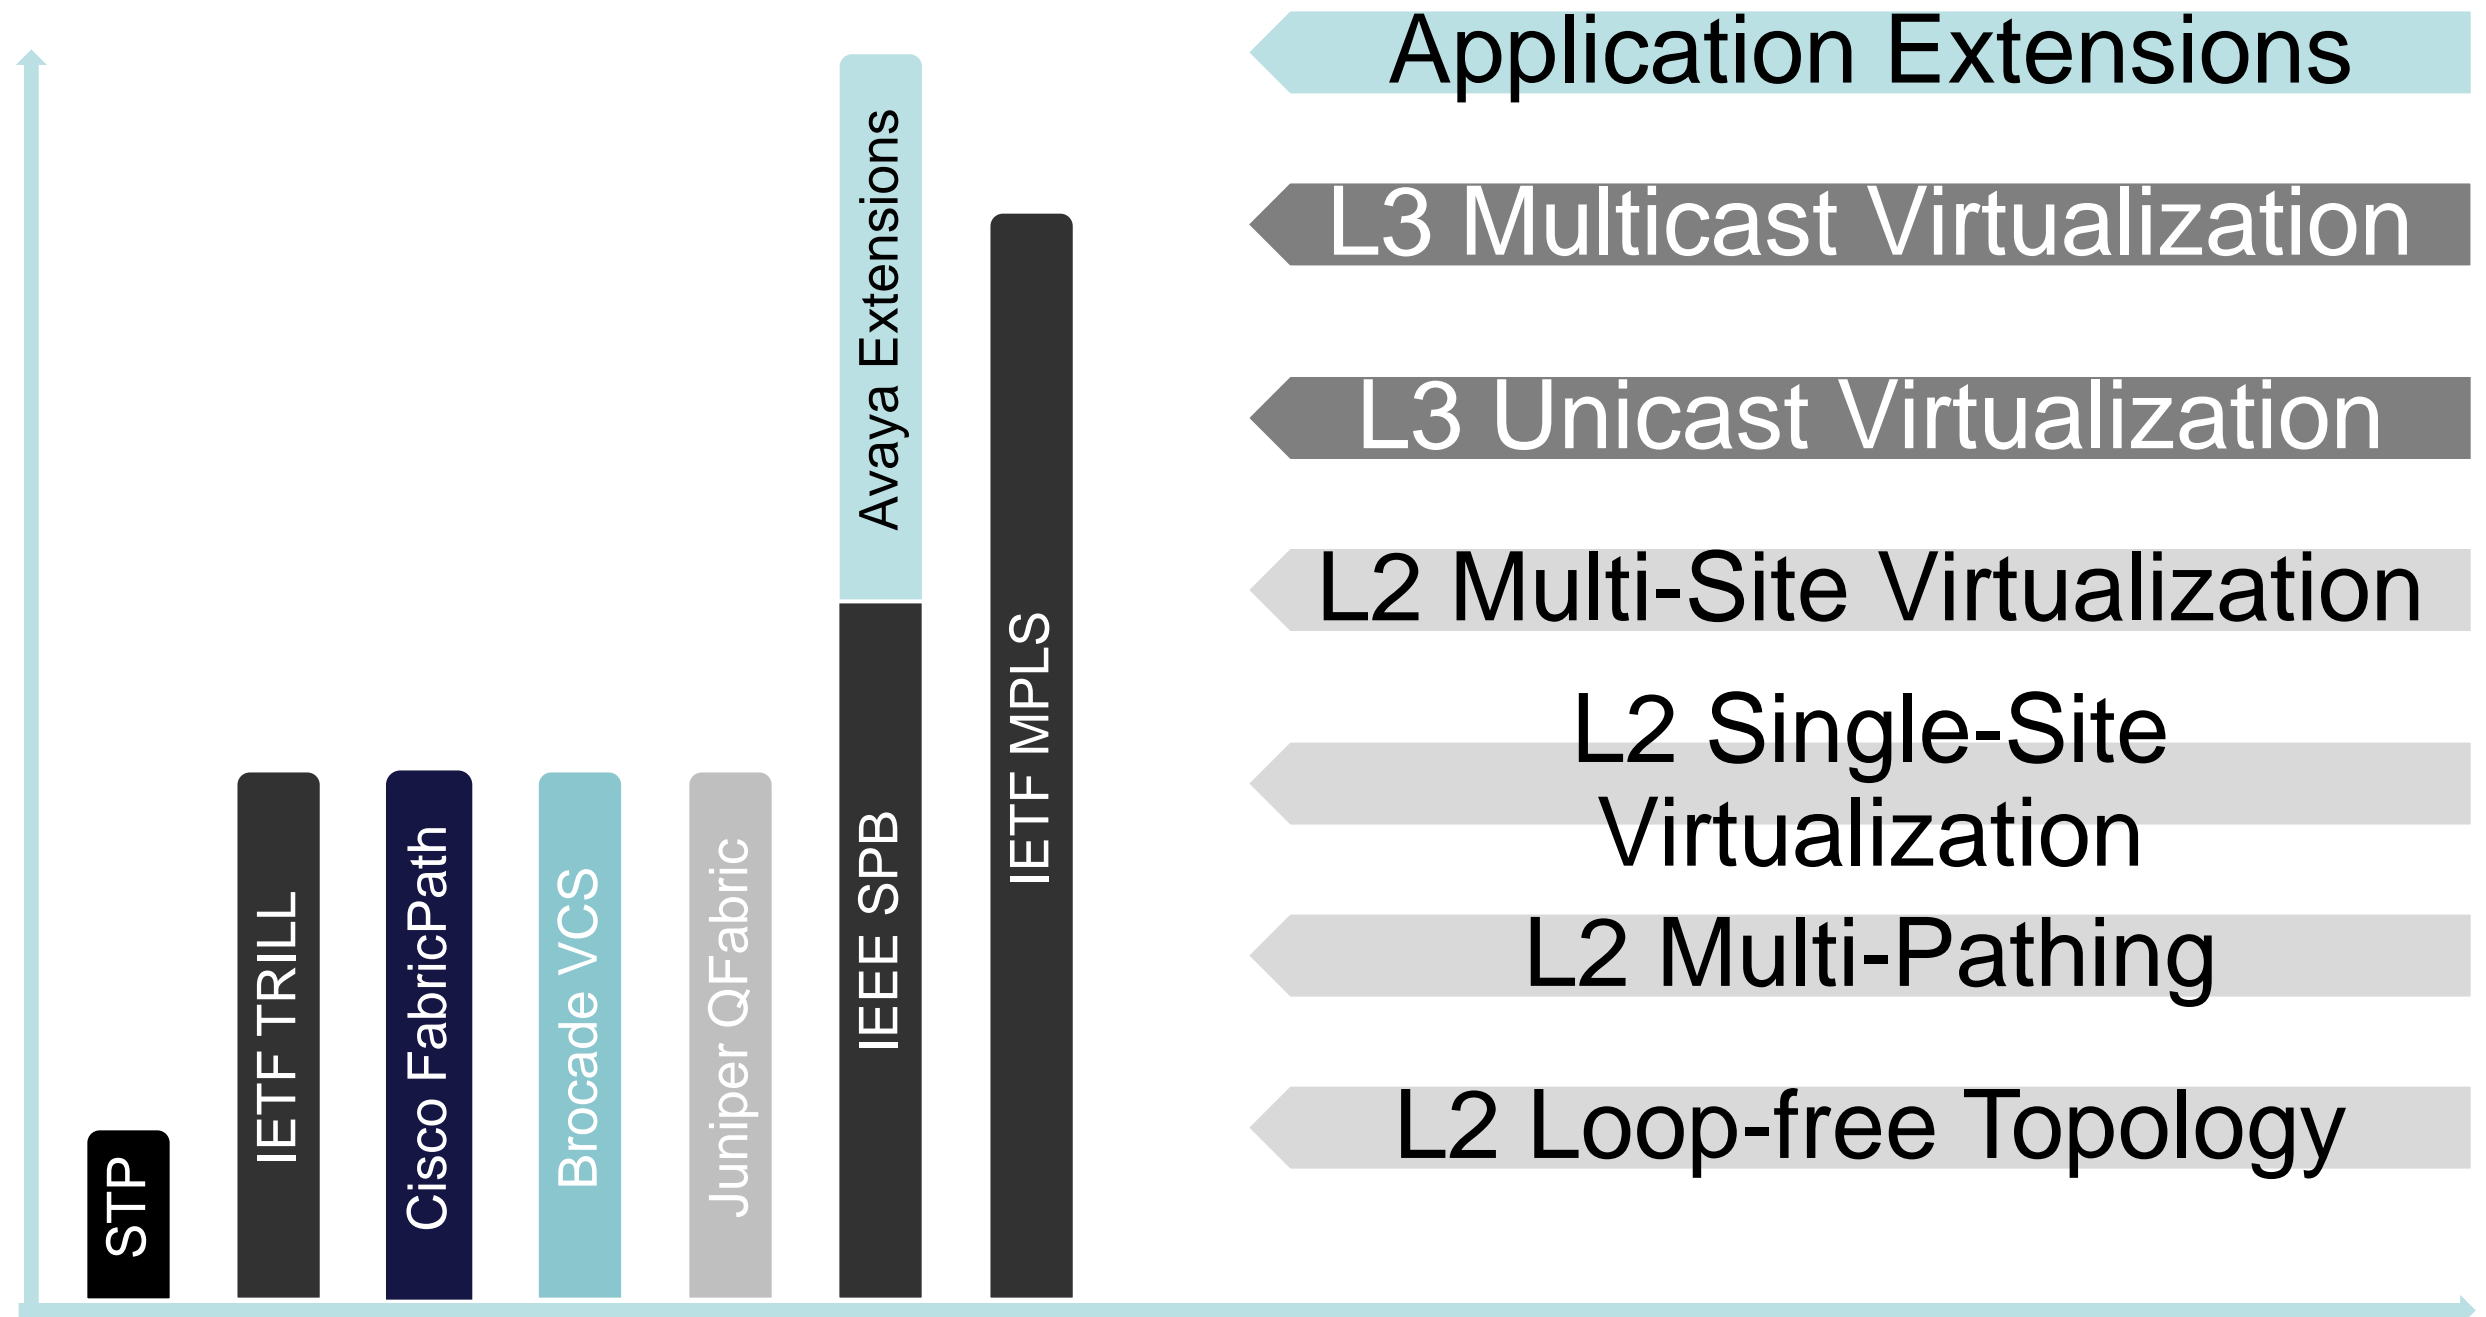 STP
IETF TRILL
Cisco FabricPath
Brocade VCS
Juniper QFabric
Avaya Extensions
IEEE SPB
IETF MPLS
Application Extensions
L3 Multicast Virtualization
L3 Unicast Virtualization
L2 Multi-Site Virtualization
L2 Single-Site
Virtualization
L2 Multi-Pathing
L2 Loop-free Topology